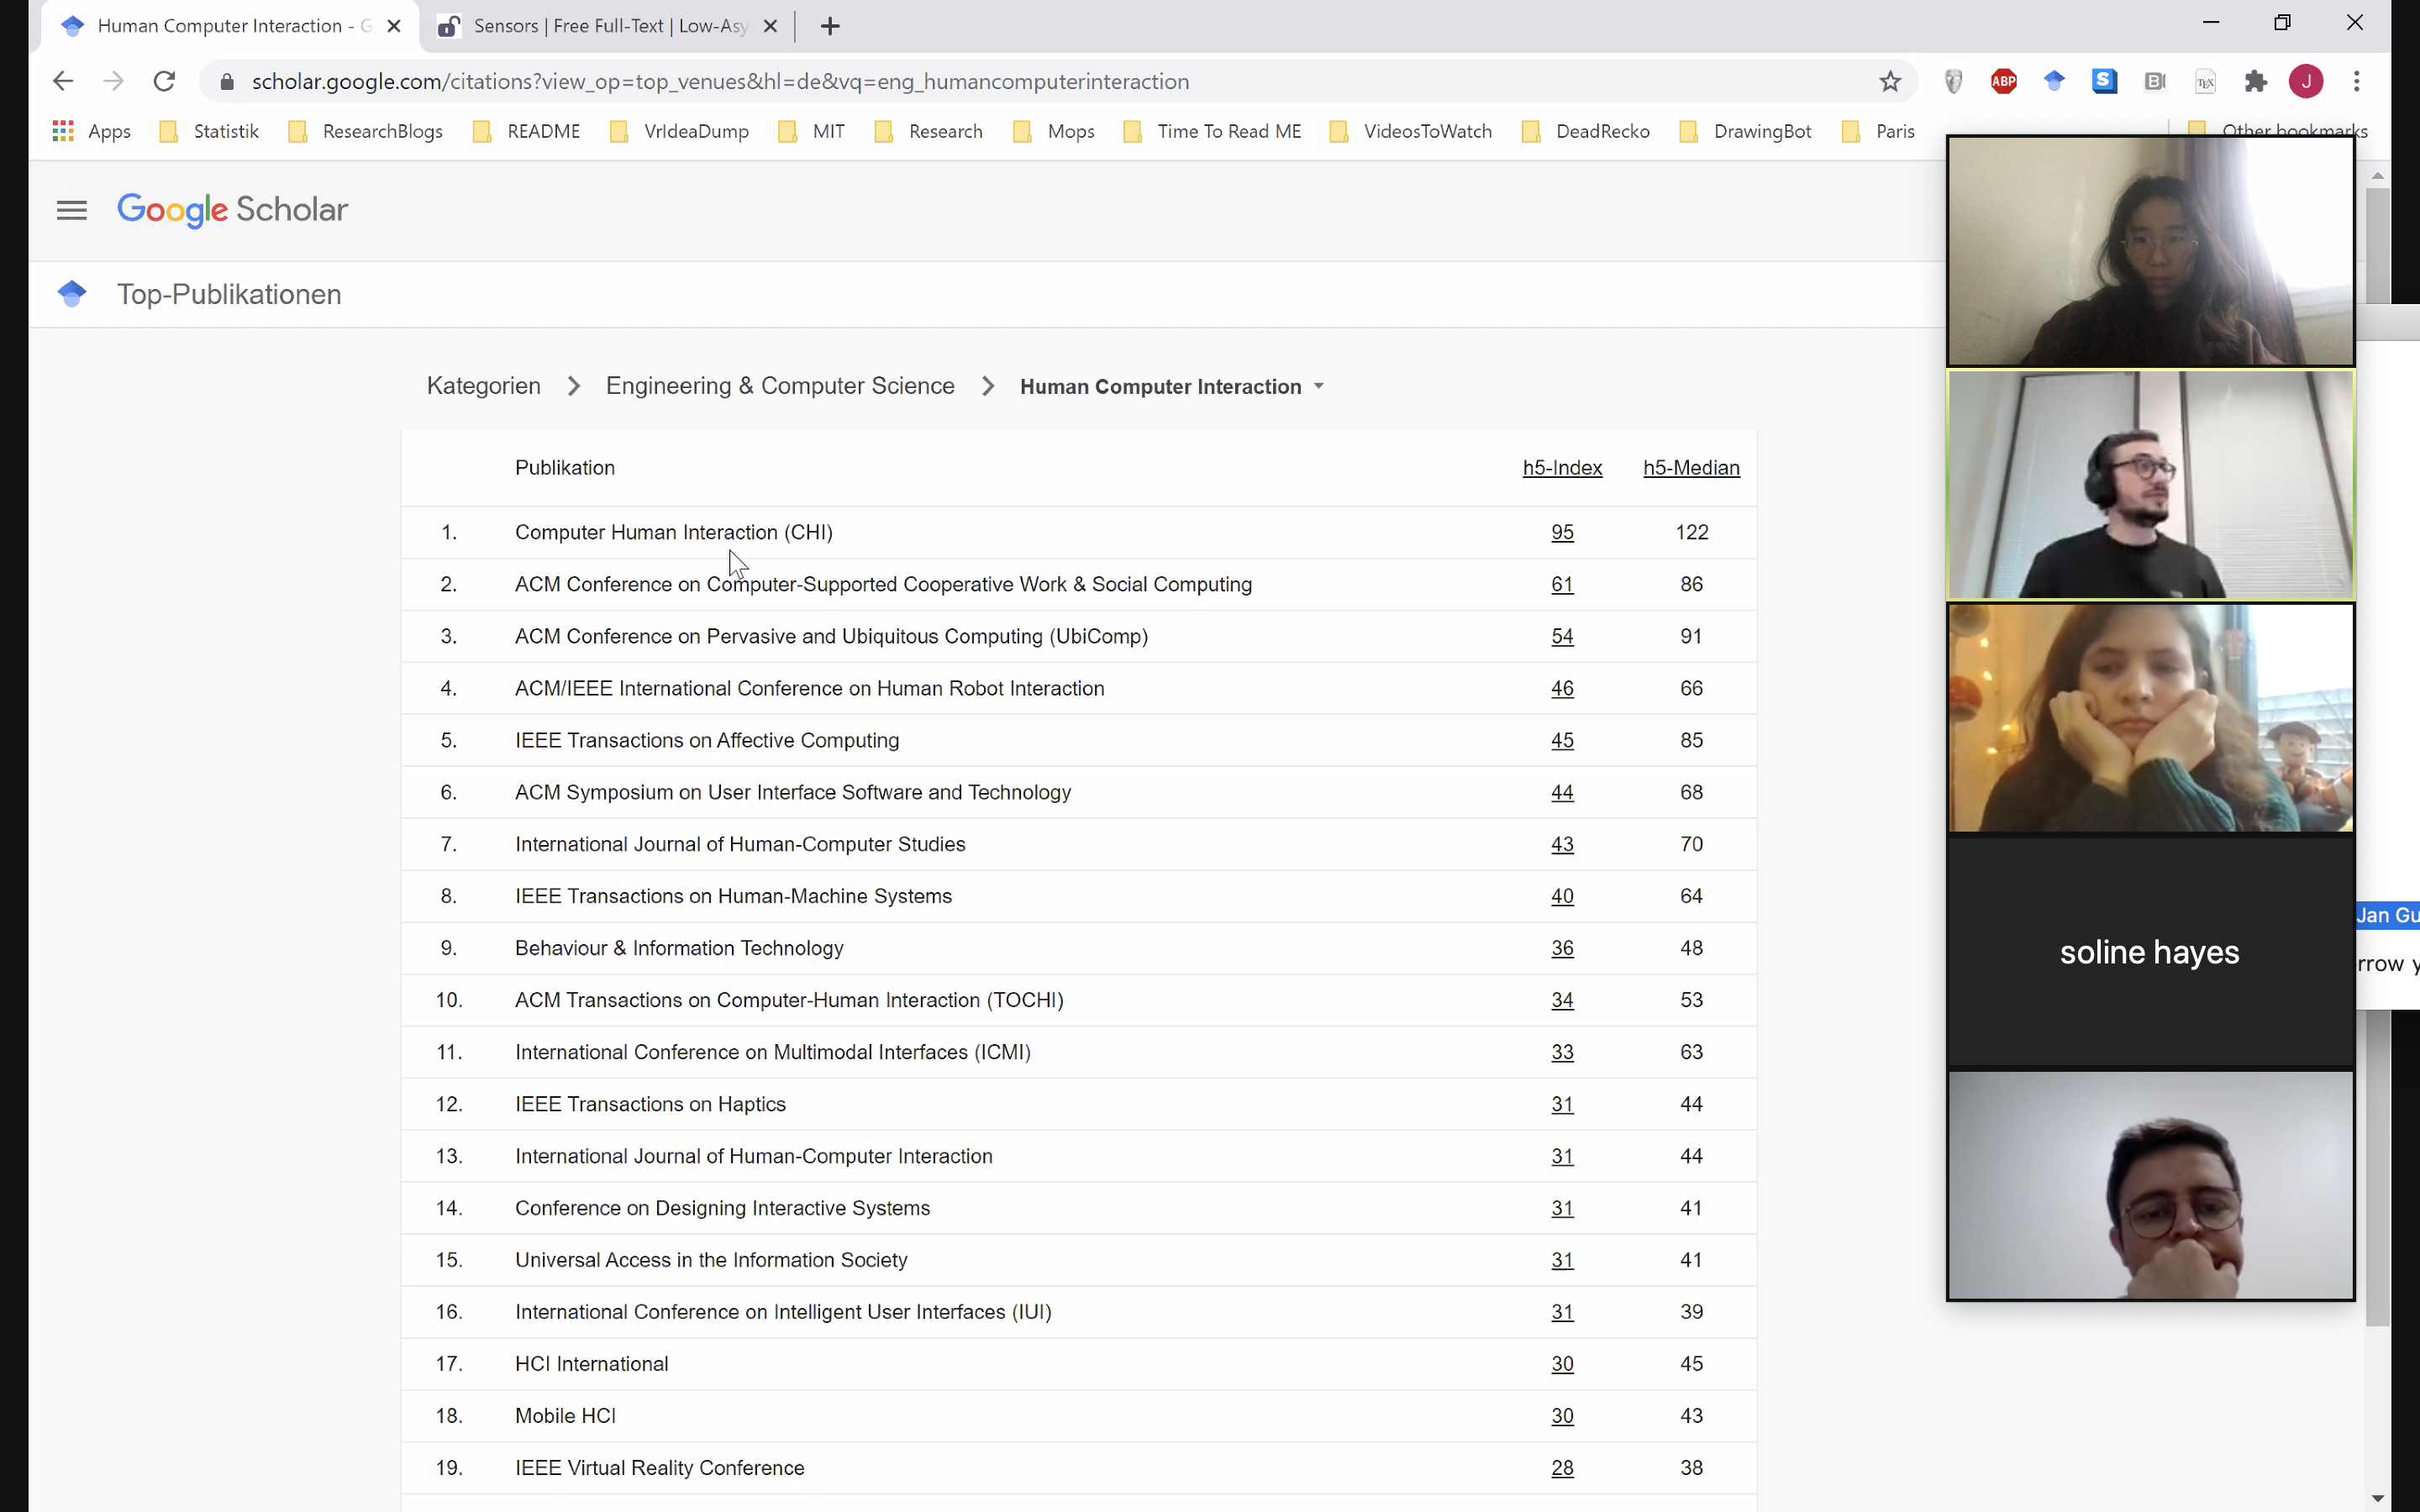 Human Computer Interaction - G
Sensors | Free Full-Text | Low-Asy
scholar.google.com/citations?view_op=top_venues&hl=de&vq=eng_humancomputerinteraction
ABP
S
TEX
J
Apps
Statistik
ResearchBlogs
README
VrIdeaDump
MIT
Research
Mops
Time To Read ME
VideosToWatch
DeadRecko
DrawingBot
Paris
Other bookmarks
Google Scholar
Top-Publikationen
Kategorien > Engineering & Computer Science > Human Computer Interaction
Publikation h5-Index h5-Median
1. Computer Human Interaction (CHI) 95 122
2. ACM Conference on Computer-Supported Cooperative Work & Social Computing 61 86
3. ACM Conference on Pervasive and Ubiquitous Computing (UbiComp) 54 91
4. ACM/IEEE International Conference on Human Robot Interaction 46 66
5. IEEE Transactions on Affective Computing 45 85
6. ACM Symposium on User Interface Software and Technology 44 68
7. International Journal of Human-Computer Studies 43 70
8. IEEE Transactions on Human-Machine Systems 40 64
9. Behaviour & Information Technology 36 48
10. ACM Transactions on Computer-Human Interaction (TOCHI) 34 53
11. International Conference on Multimodal Interfaces (ICMI) 33 63
12. IEEE Transactions on Haptics 31 44
13. International Journal of Human-Computer Interaction 31 44
14. Conference on Designing Interactive Systems 31 41
15. Universal Access in the Information Society 31 41
16. International Conference on Intelligent User Interfaces (IUI) 31 39
17. HCI International 30 45
18. Mobile HCI 30 43
19. IEEE Virtual Reality Conference 28 38
soline hayes
Jan Gu
rrow y